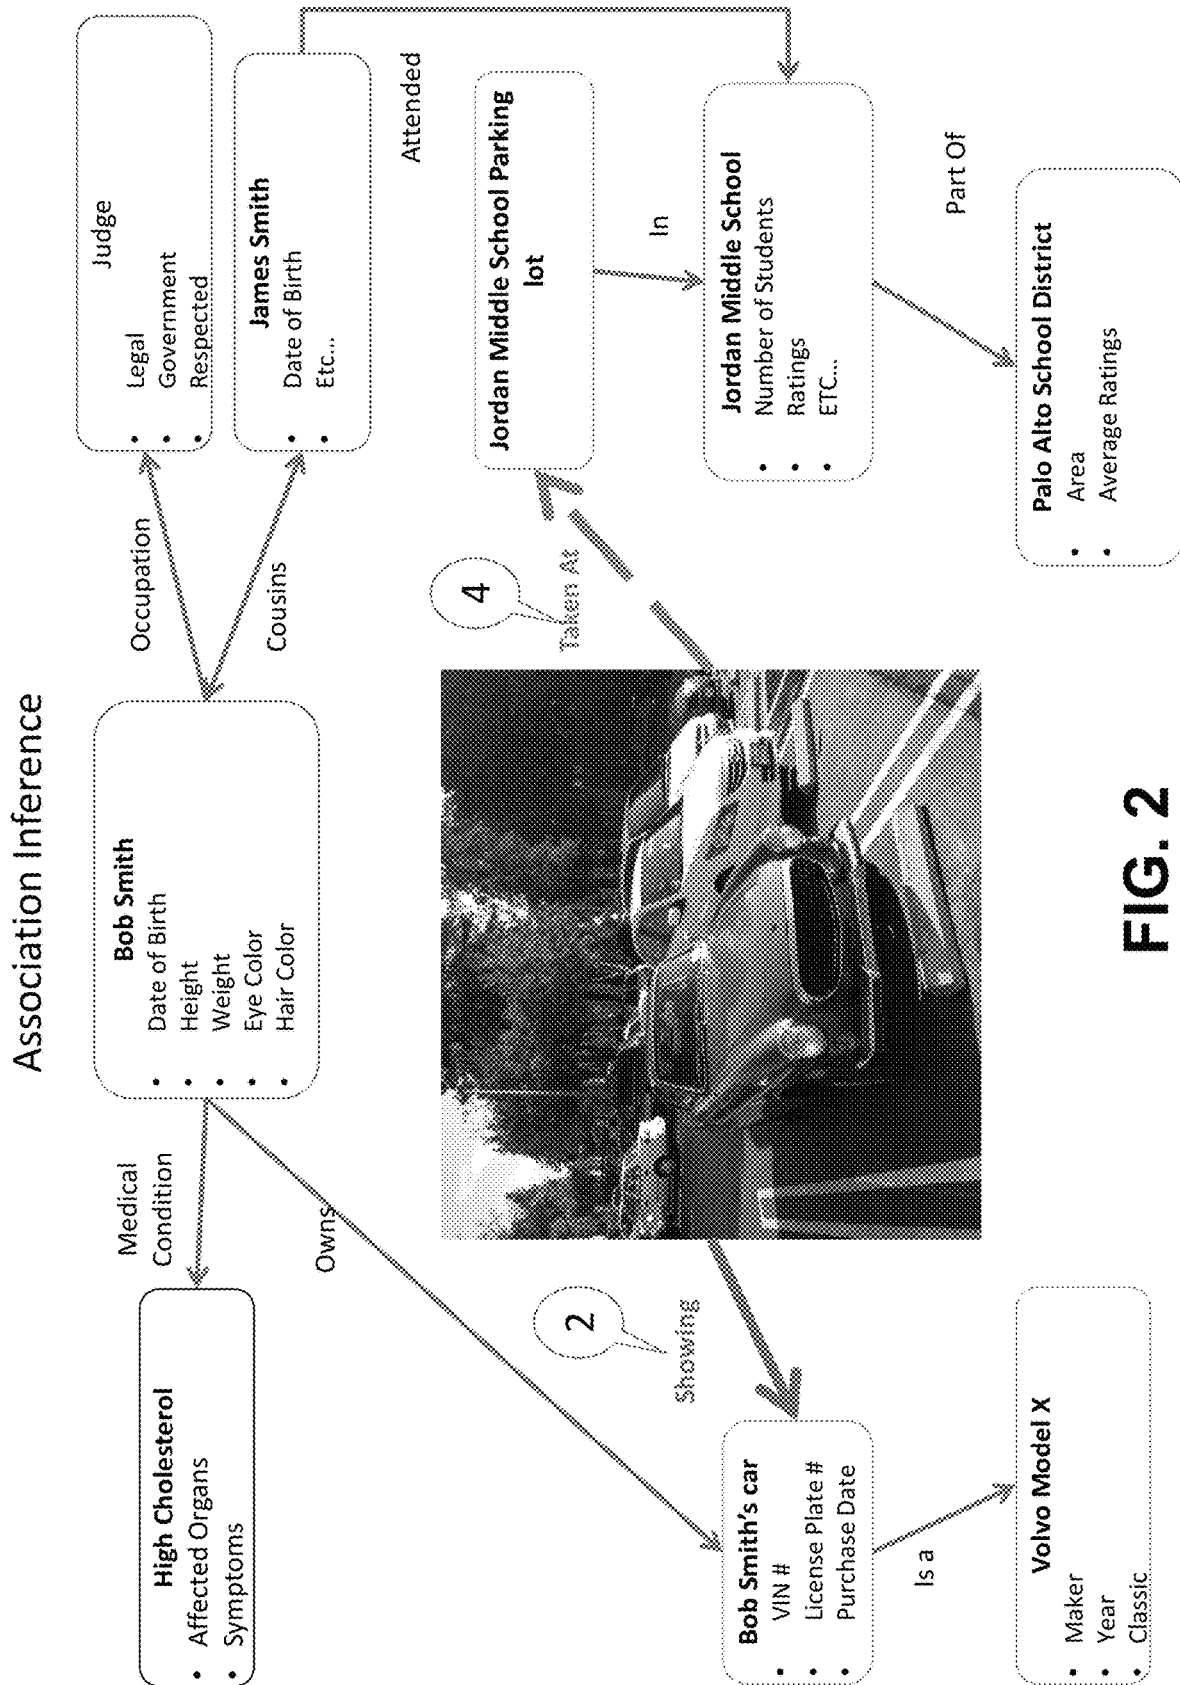 Association Inference
High Cholesterol
• Affected Organs
• Symptoms
Medical
Condition
Bob Smith
• Date of Birth
• Height
• Weight
• Eye Color
• Hair Color
Occupation
Judge
• Legal
• Government
• Respected
Cousins
James Smith
• Date of Birth
• Etc...
Owns
Attended
2
Showing
4
Taken At
Jordan Middle School Parking
lot
In
Bob Smith's car
• VIN #
• License Plate #
• Purchase Date
Jordan Middle School
• Number of Students
• Ratings
• ETC...
Is a
Part Of
Volvo Model X
• Maker
• Year
• Classic
Palo Alto School District
• Area
• Average Ratings
FIG. 2